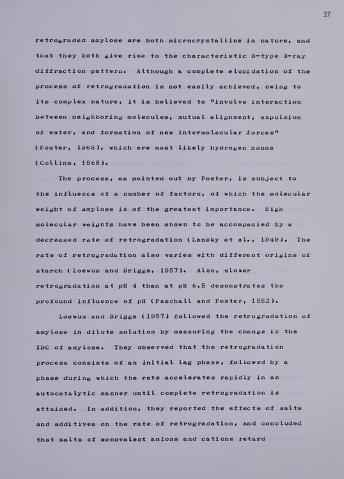 37
retrograded amylose are both microcrystalline in nature, and
that they both give rise to the characteristic B-type X-ray
diffraction pattern. Although a complete elucidation of the
process of retrogradation is not easily achieved, owing to
its complex nature, it is believed to "involve interaction
between neighboring molecules, mutual alignment, expulsion
of water, and formation of new intermolecular forces"
(Foster, 1965), which are most likely hydrogen bonds
(Collins, 1968).
The process, as pointed out by Foster, is subject to
the influence of a number of factors, of which the molecular
weight of amylose is of the greatest importance. High
molecular weights have been shown to be accompanied by a
decreased rate of retrogradation (Lansky et al., 1949). The
rate of retrogradation also varies with different origins of
starch (Loewus and Briggs, 1957). Also, slower
retrogradation at pH 4 than at pH 6.5 demonstrates the
profound influence of pH (Paschall and Foster, 1952).
Loewus and Briggs (1957) followed the retrogradation of
amylose in dilute solution by measuring the change in the
IBC of amylose. They observed that the retrogradation
process consists of an initial lag phase, followed by a
phase during which the rate accelerates rapidly in an
autocatalytic manner until complete retrogradation is
attained. In addition, they reported the effects of salts
and additives on the rate of retrogradation, and concluded
that salts of monovalent anions and cations retard